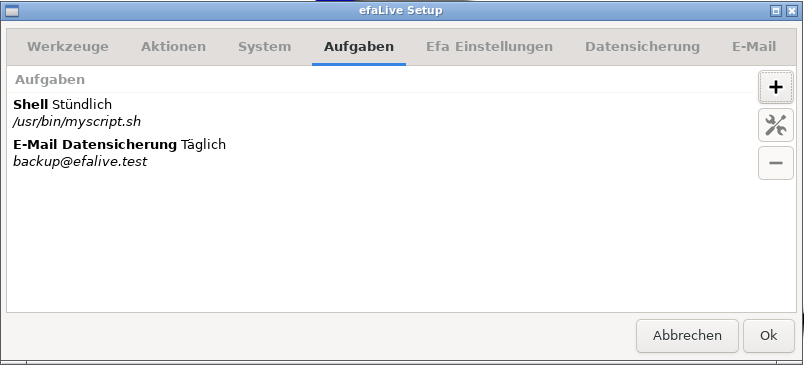 efaLive Setup
Werkzeuge Aktionen System Aufgaben Efa Einstellungen Datensicherung E-Mail
Aufgaben
Shell Stündlich
/usr/bin/myscript.sh
E-Mail Datensicherung Täglich
backup@efalive.test
Abbrechen Ok